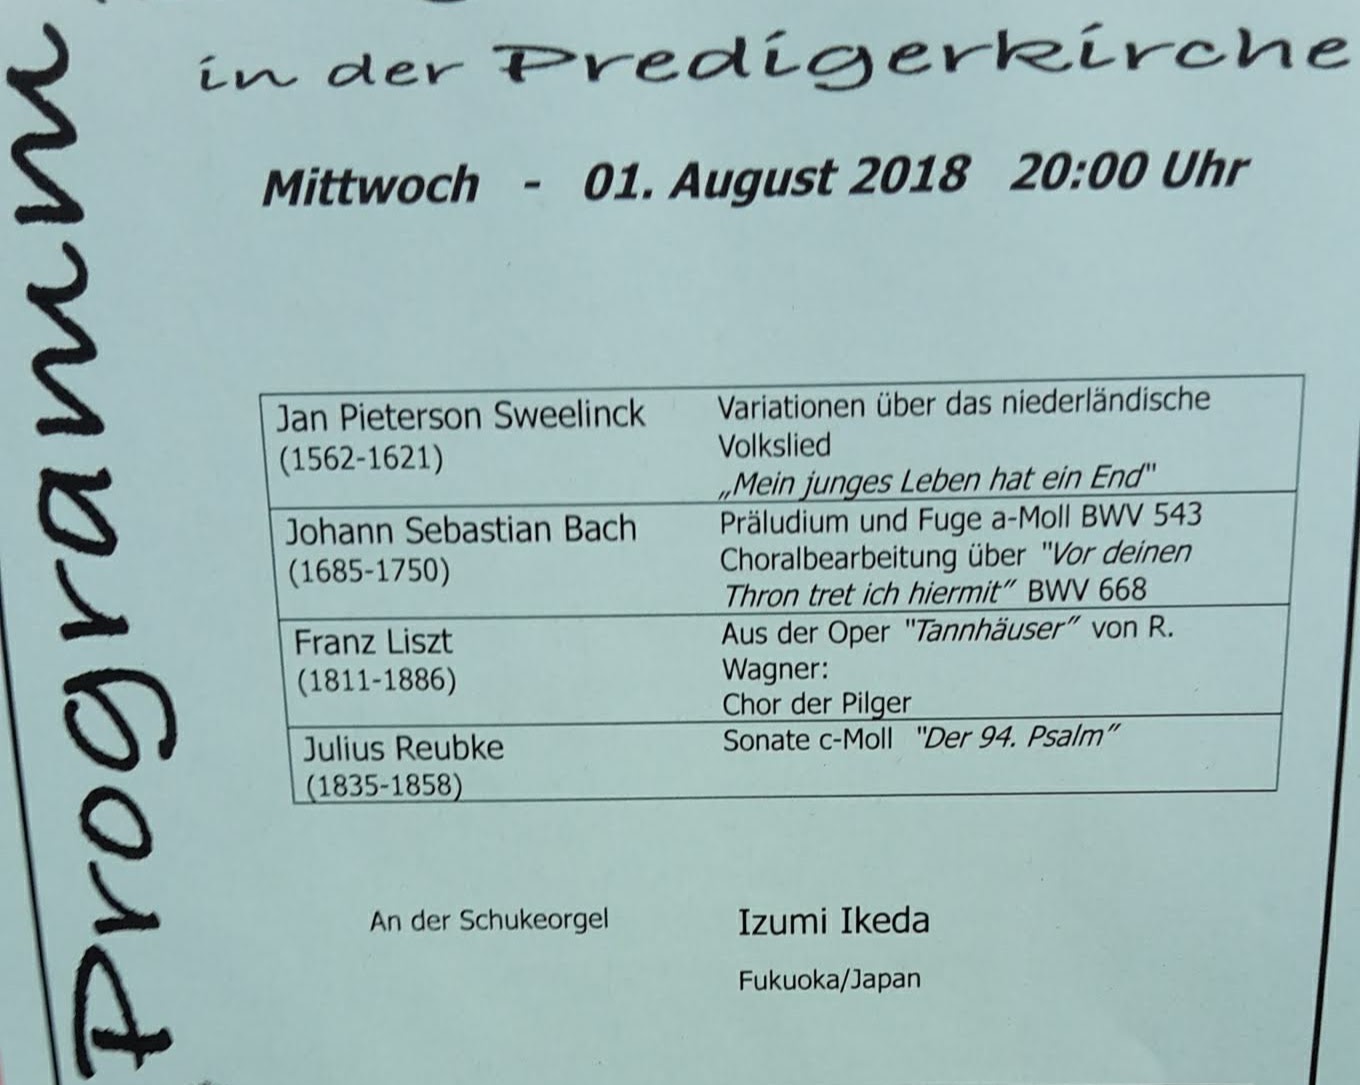 Programm
in der Predigerkirche
Mittwoch - 01. August 2018 20:00 Uhr
Jan Pieterson Sweelinck
(1562-1621)
Variationen über das niederländische
Volkslied
„Mein junges Leben hat ein End"
Johann Sebastian Bach
(1685-1750)
Präludium und Fuge a-Moll BWV 543
Choralbearbeitung über "Vor deinen
Thron tret ich hiermit” BWV 668
Franz Liszt
(1811-1886)
Aus der Oper "Tannhäuser” von R.
Wagner:
Chor der Pilger
Julius Reubke
(1835-1858)
Sonate c-Moll "Der 94. Psalm”
An der Schukeorgel
Izumi Ikeda
Fukuoka/Japan